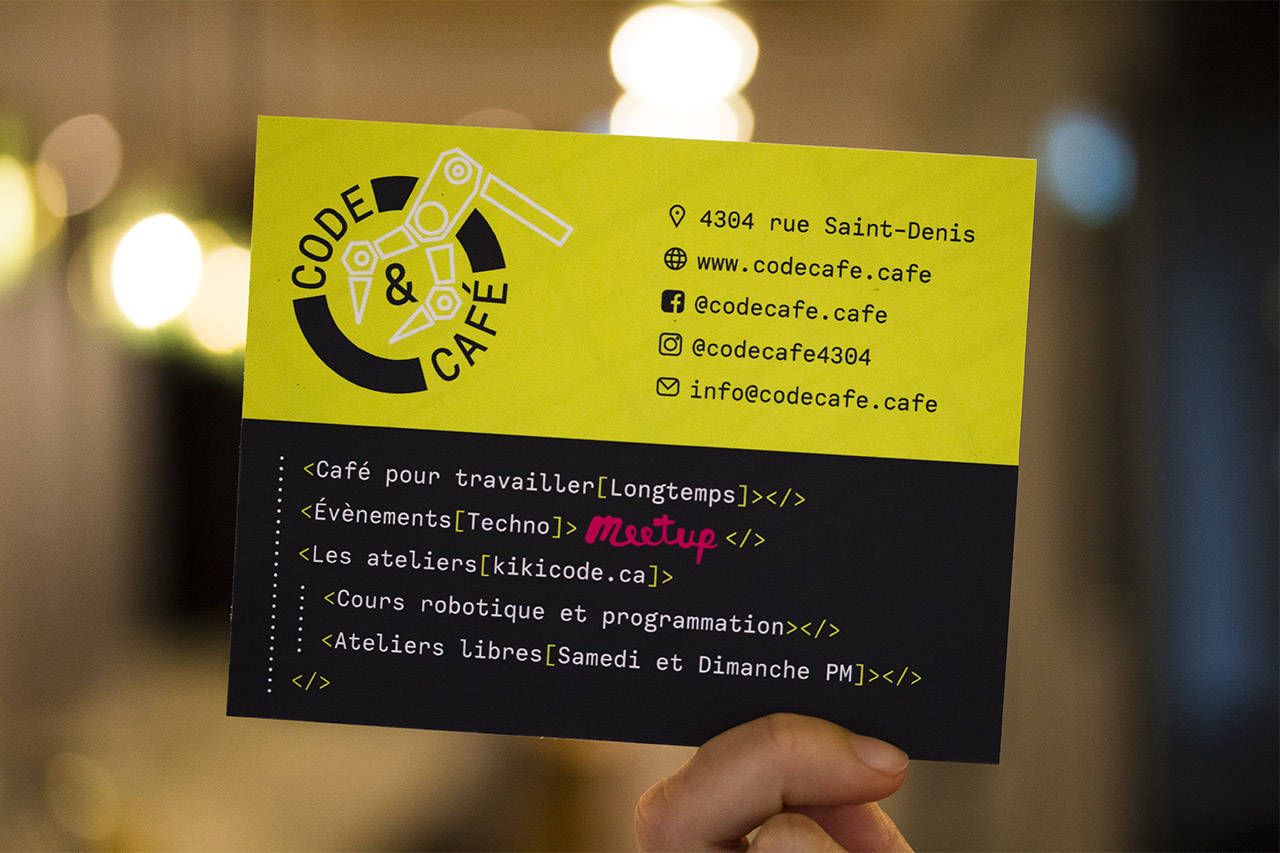 CODE
&
CAFÉ
4304 rue Saint-Denis
www.codecafe.cafe
@codecafe.cafe
@codecafe4304
info@codecafe.cafe
<Café pour travailler[Longtemps]></>
<Évènements[Techno]> meetup </>
<Les ateliers[kikicode.ca]>
<Cours robotique et programmation></>
<Ateliers libres[Samedi et Dimanche PM]></>
</>